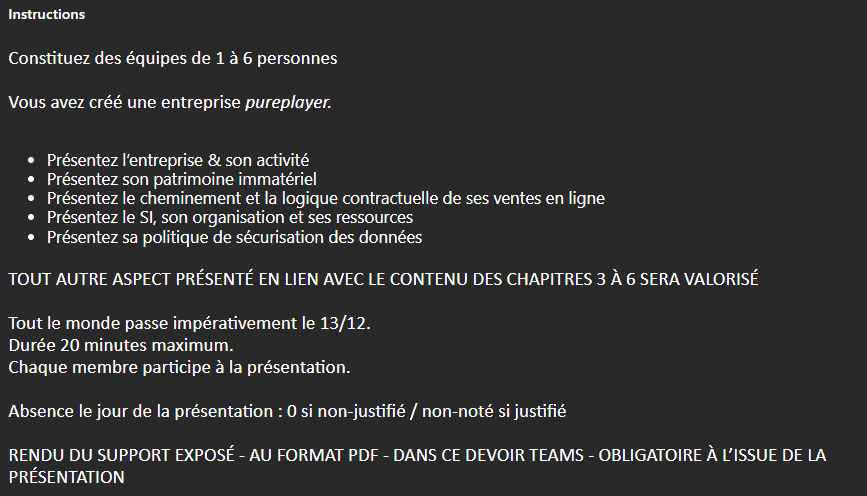 Instructions
Constituez des équipes de 1 à 6 personnes
Vous avez créé une entreprise pureplayer.
• Présentez l’entreprise & son activité
• Présentez son patrimoine immatériel
• Présentez le cheminement et la logique contractuelle de ses ventes en ligne
• Présentez le SI, son organisation et ses ressources
• Présentez sa politique de sécurisation des données
TOUT AUTRE ASPECT PRÉSENTÉ EN LIEN AVEC LE CONTENU DES CHAPITRES 3 À 6 SERA VALORISÉ
Tout le monde passe impérativement le 13/12.
Durée 20 minutes maximum.
Chaque membre participe à la présentation.
Absence le jour de la présentation : 0 si non-justifié / non-noté si justifié
RENDU DU SUPPORT EXPOSÉ - AU FORMAT PDF - DANS CE DEVOIR TEAMS - OBLIGATOIRE À L’ISSUE DE LA
PRÉSENTATION